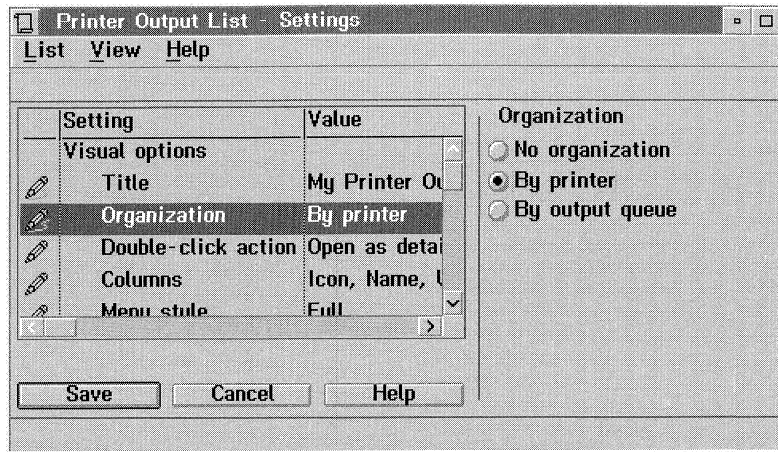 Printer Output List - Settings
List View Help
Setting Value
Visual options
Title My Printer Ou
Organization By printer
Double-click action Open as detai
Columns Icon, Name, U
Menu style Full
Organization
No organization
By printer
By output queue
Save Cancel Help